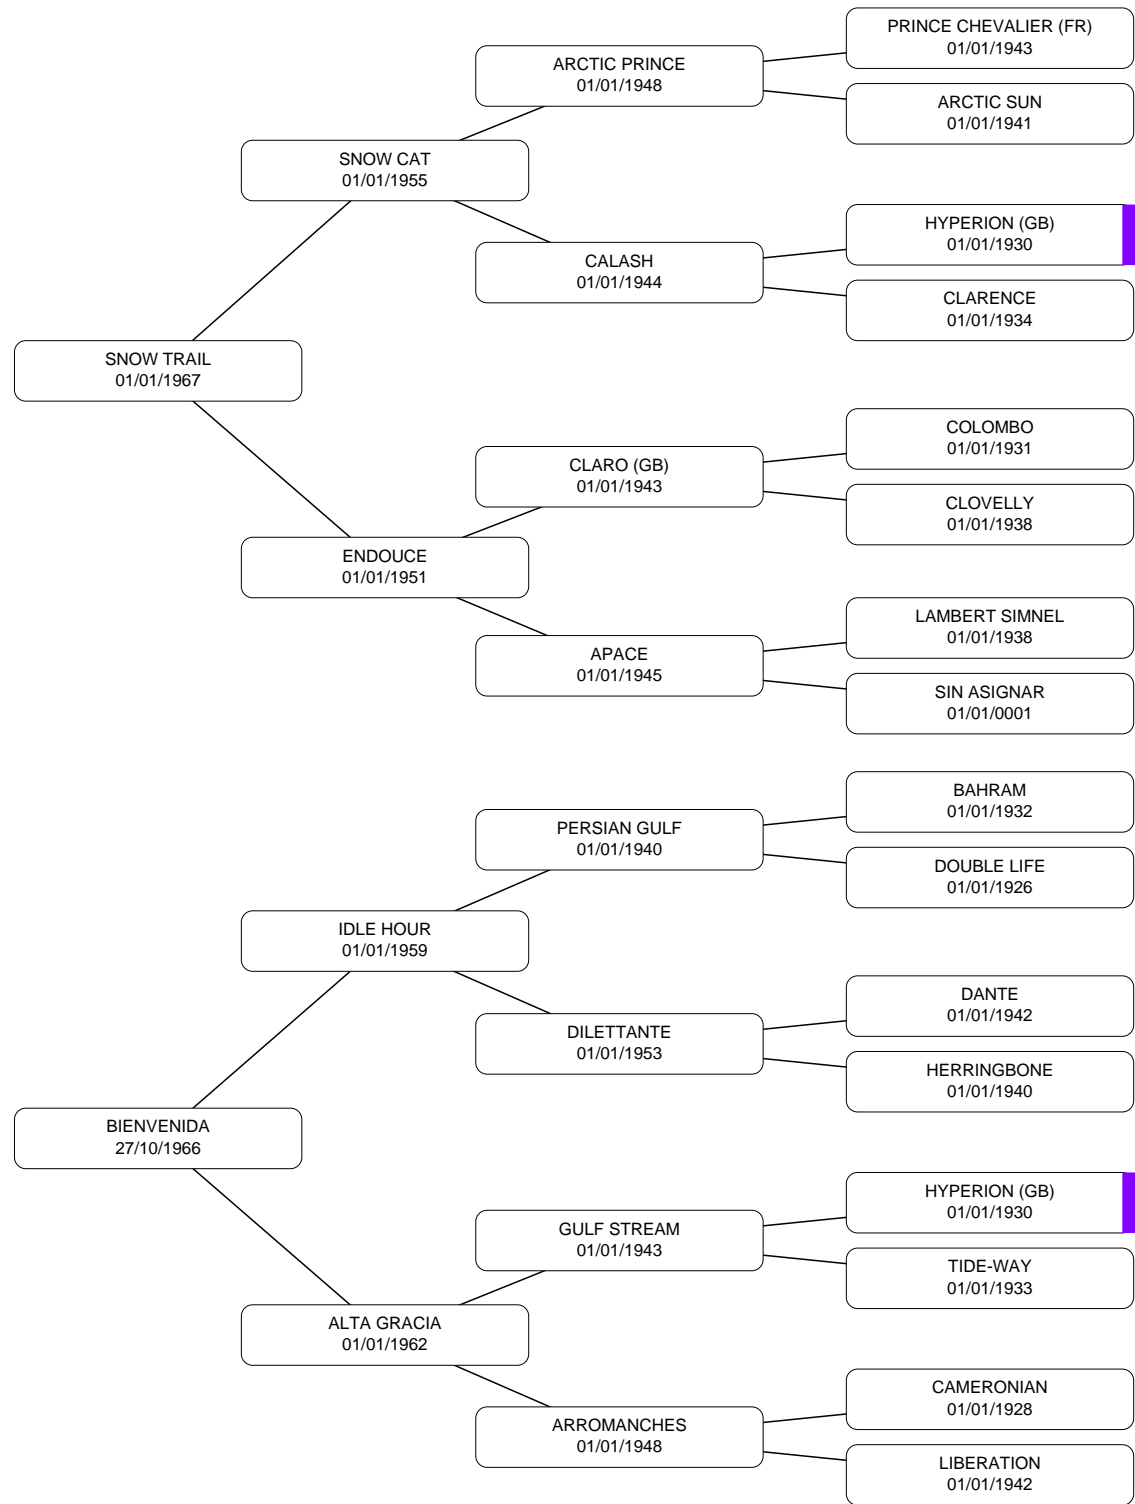 PRINCE CHEVALIER (FR)
01/01/1943
ARCTIC PRINCE
01/01/1948
ARCTIC SUN
01/01/1941
SNOW CAT
01/01/1955
HYPERION (GB)
01/01/1930
CALASH
01/01/1944
CLARENCE
01/01/1934
SNOW TRAIL
01/01/1967
COLOMBO
01/01/1931
CLARO (GB)
01/01/1943
CLOVELLY
01/01/1938
ENDOUCE
01/01/1951
LAMBERT SIMNEL
01/01/1938
APACE
01/01/1945
SIN ASIGNAR
01/01/0001
BAHRAM
01/01/1932
PERSIAN GULF
01/01/1940
DOUBLE LIFE
01/01/1926
IDLE HOUR
01/01/1959
DANTE
01/01/1942
DILETTANTE
01/01/1953
HERRINGBONE
01/01/1940
BIENVENIDA
27/10/1966
HYPERION (GB)
01/01/1930
GULF STREAM
01/01/1943
TIDE-WAY
01/01/1933
ALTA GRACIA
01/01/1962
CAMERONIAN
01/01/1928
ARROMANCHES
01/01/1948
LIBERATION
01/01/1942